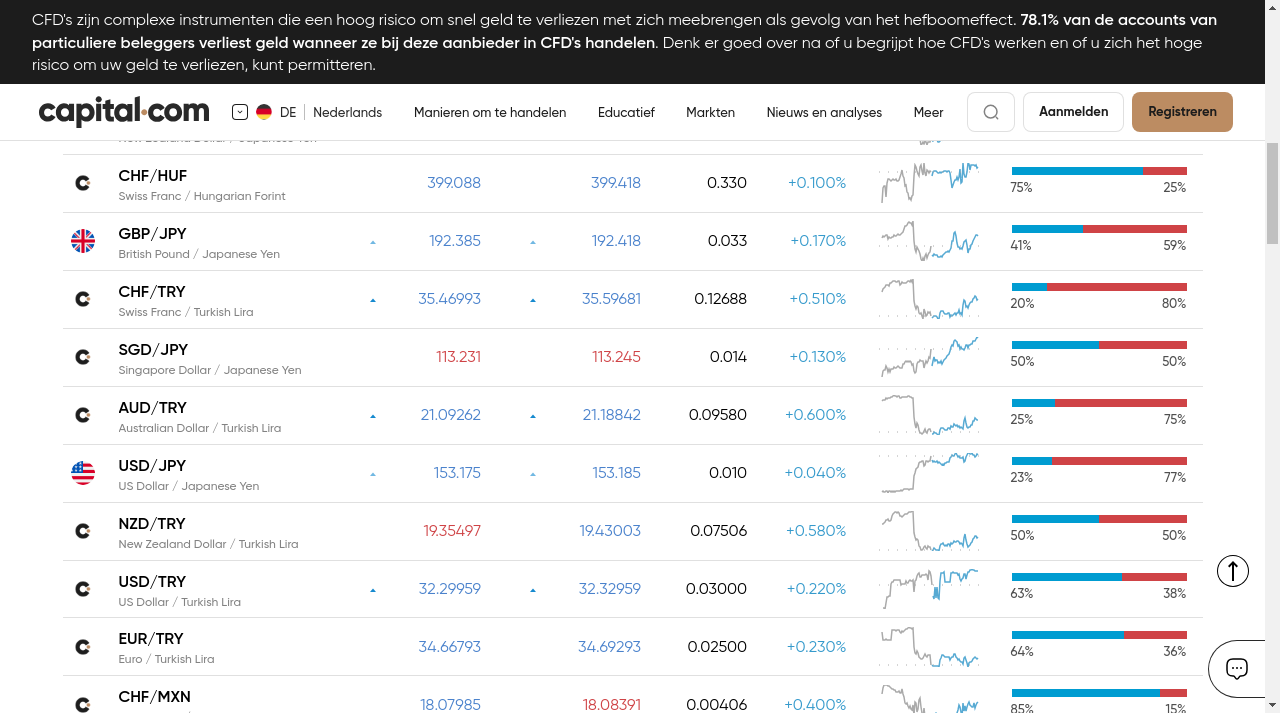 CFD's zijn complexe instrumenten die een hoog risico om snel geld te verliezen met zich meebrengen als gevolg van het hefboomeffect. 78.1% van de accounts van
particuliere beleggers verliest geld wanneer ze bij deze aanbieder in CFD's handelen. Denk er goed over na of u begrijpt hoe CFD's werken en of u zich het hoge
risico om uw geld te verliezen, kunt permitteren.
capital.com DE Nederlands Manieren om te handelen Educatief Markten Nieuws en analyses Meer Aanmelden Registreren
New Zealand Dollar / Japanese Yen
CHF/HUF 399.088 399.418 0.330 +0.100%
Swiss Franc / Hungarian Forint 75% 25%
GBP/JPY 192.385 192.418 0.033 +0.170%
British Pound / Japanese Yen 41% 59%
CHF/TRY 35.46993 35.59681 0.12688 +0.510%
Swiss Franc / Turkish Lira 20% 80%
SGD/JPY 113.231 113.245 0.014 +0.130%
Singapore Dollar / Japanese Yen 50% 50%
AUD/TRY 21.09262 21.18842 0.09580 +0.600%
Australian Dollar / Turkish Lira 25% 75%
USD/JPY 153.175 153.185 0.010 +0.040%
US Dollar / Japanese Yen 23% 77%
NZD/TRY 19.35497 19.43003 0.07506 +0.580%
New Zealand Dollar / Turkish Lira 50% 50%
USD/TRY 32.29959 32.32959 0.03000 +0.220%
US Dollar / Turkish Lira 63% 38%
EUR/TRY 34.66793 34.69293 0.02500 +0.230%
Euro / Turkish Lira 64% 36%
CHF/MXN 18.07985 18.08391 0.00406 +0.400%
85% 15%